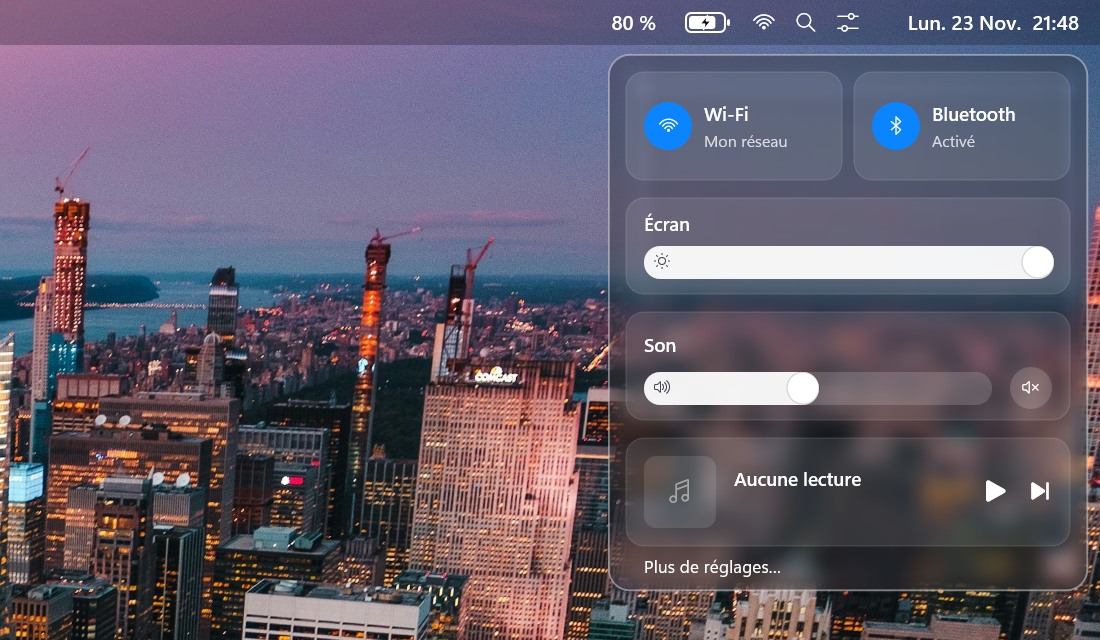 80 %
Lun. 23 Nov. 21:48
Wi-Fi
Mon réseau
Bluetooth
Activé
Écran
Son
Aucune lecture
Plus de réglages...
COMCAST